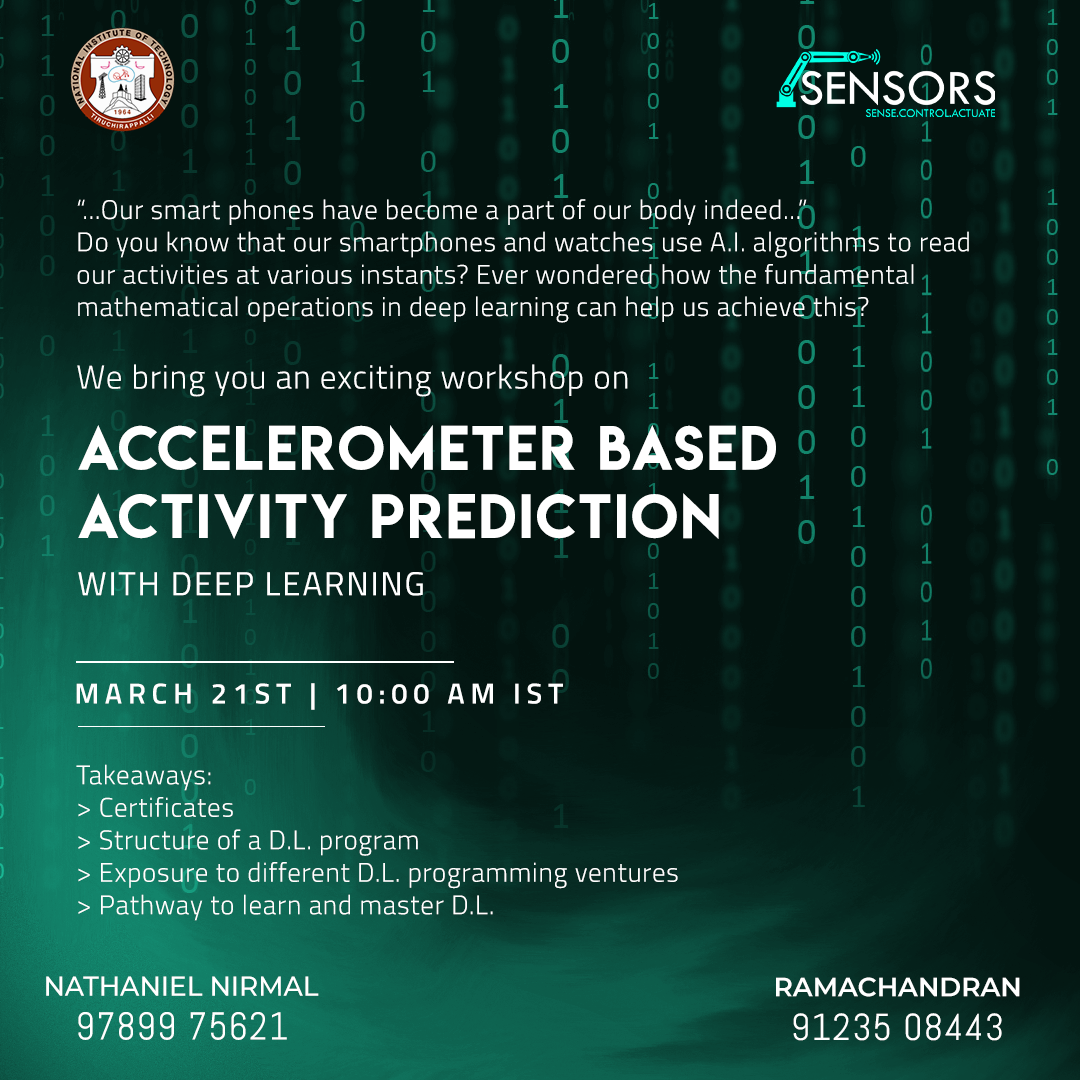 NATIONAL INSTITUTE OF TECHNOLOGY
1964
TIRUCHIRAPPALLI
SENSORS
SENSE.CONTROL.ACTUATE
“...Our smart phones have become a part of our body indeed...”
Do you know that our smartphones and watches use A.I. algorithms to read
our activities at various instants? Ever wondered how the fundamental
mathematical operations in deep learning can help us achieve this?
We bring you an exciting workshop on
ACCELEROMETER BASED
ACTIVITY PREDICTION
WITH DEEP LEARNING
MARCH 21ST | 10:00 AM IST
Takeaways:
> Certificates
> Structure of a D.L. program
> Exposure to different D.L. programming ventures
> Pathway to learn and master D.L.
NATHANIEL NIRMAL
97899 75621
RAMACHANDRAN
91235 08443